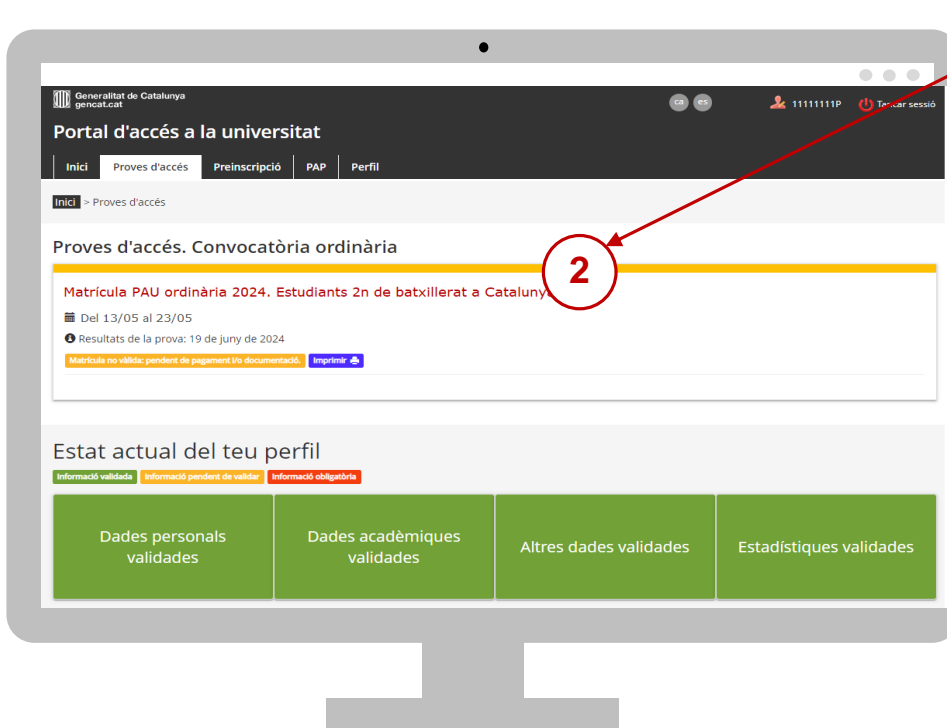 Generalitat de Catalunya
gencat.cat
ca es
11111111P
Tancar sessió
Portal d'accés a la universitat
Inici Proves d'accés Preinscripció PAP Perfil
Inici > Proves d'accés
Proves d'accés. Convocatòria ordinària
2
Matrícula PAU ordinària 2024. Estudiants 2n de batxillerat a Catalunya
Del 13/05 al 23/05
Resultats de la prova: 19 de juny de 2024
Matrícula no vàlida: pendent de pagament i/o documentació. Imprimir
Estat actual del teu perfil
Informació validada Informació pendent de validar Informació obligatòria
Dades personals
validades
Dades acadèmiques
validades
Altres dades validades
Estadístiques validades